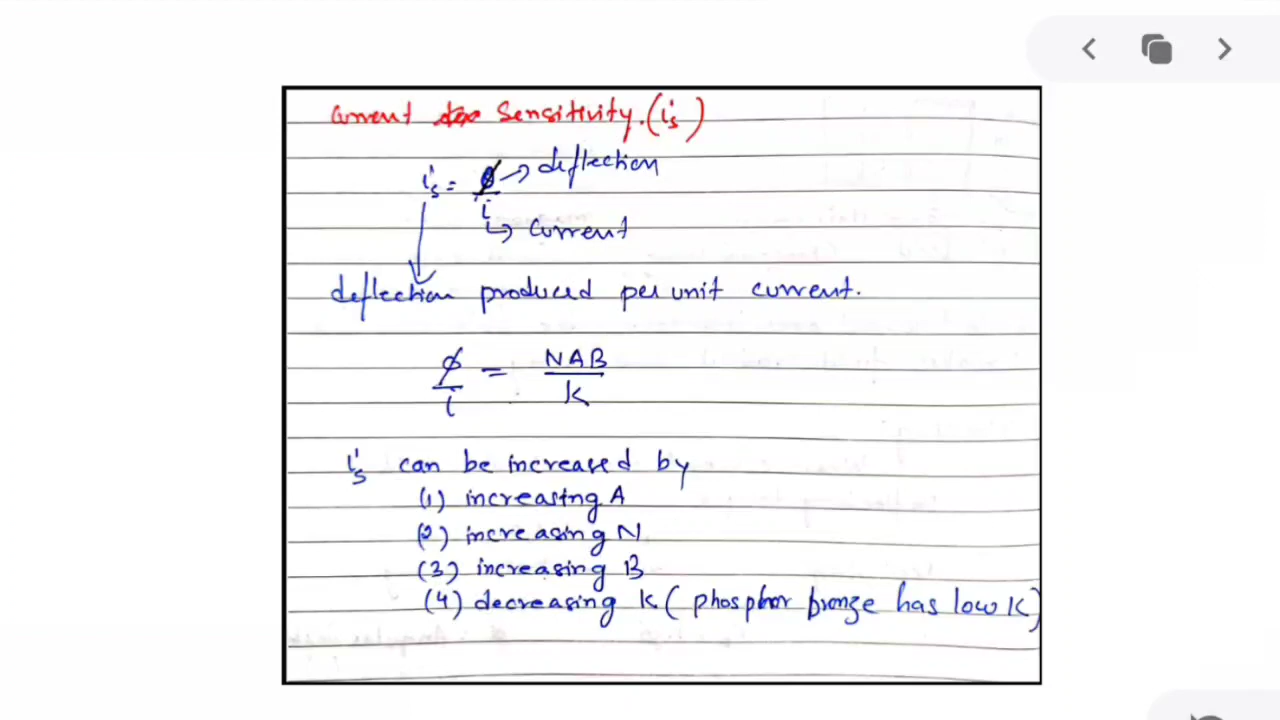 current Sensitivity. (is)
is = ϕ → deflection
i
↳ current
deflection produced per unit current.
ϕ = NAB
i K
is can be increased by
(1) increasing A
(2) increasing N
(3) increasing B
(4) decreasing K ( phosphor bronze has low K)